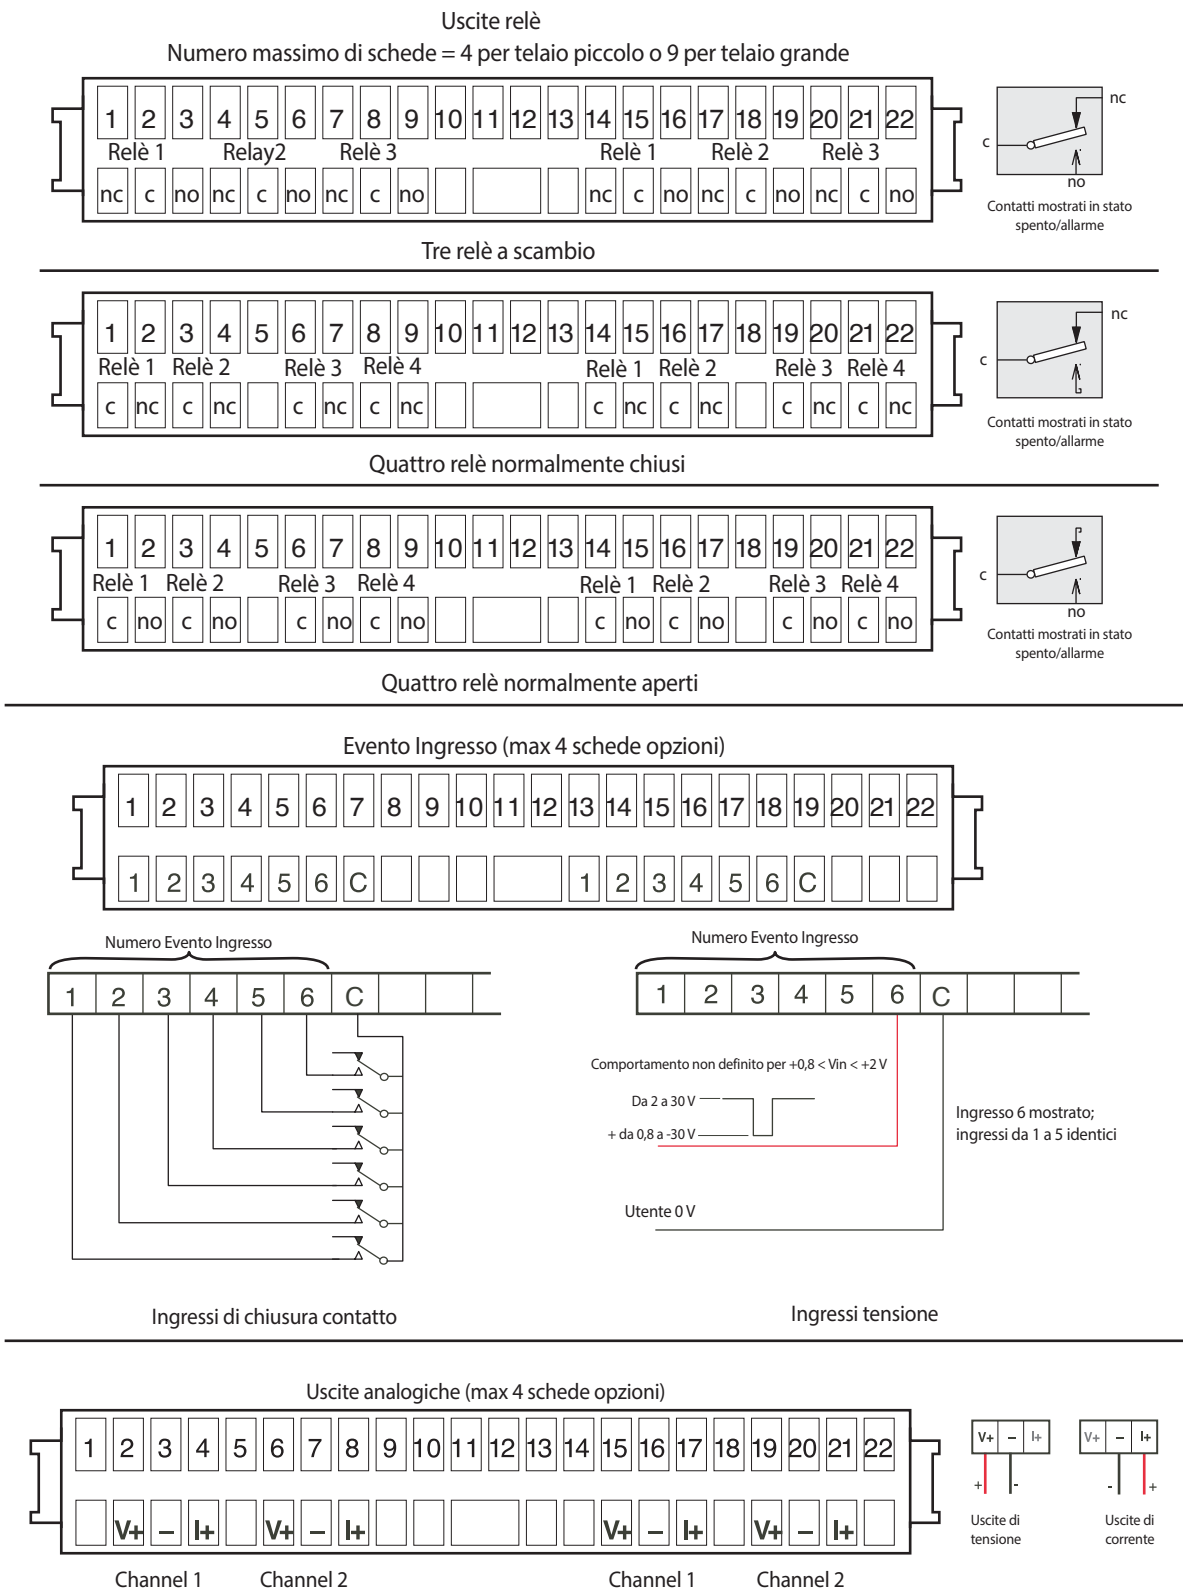 Uscite relè
Numero massimo di schede = 4 per telaio piccolo o 9 per telaio grande
1 2 3 4 5 6 7 8 9 10 11 12 13 14 15 16 17 18 19 20 21 22
Relè 1 Relay2 Relè 3 Relè 1 Relè 2 Relè 3
nc c no nc c no nc c no nc c no nc c no nc c no
nc
c
no
Contatti mostrati in stato
spento/allarme
Tre relè a scambio
1 2 3 4 5 6 7 8 9 10 11 12 13 14 15 16 17 18 19 20 21 22
Relè 1 Relè 2 Relè 3 Relè 4 Relè 1 Relè 2 Relè 3 Relè 4
c nc c nc c nc c nc c nc c nc c nc c nc
nc
c
Contatti mostrati in stato
spento/allarme
Quattro relè normalmente chiusi
1 2 3 4 5 6 7 8 9 10 11 12 13 14 15 16 17 18 19 20 21 22
Relè 1 Relè 2 Relè 3 Relè 4 Relè 1 Relè 2 Relè 3 Relè 4
c no c no c no c no c no c no c no c no
c
no
Contatti mostrati in stato
spento/allarme
Quattro relè normalmente aperti
Evento Ingresso (max 4 schede opzioni)
1 2 3 4 5 6 7 8 9 10 11 12 13 14 15 16 17 18 19 20 21 22
1 2 3 4 5 6 C 1 2 3 4 5 6 C
Numero Evento Ingresso
1 2 3 4 5 6 C
Ingressi di chiusura contatto
Numero Evento Ingresso
1 2 3 4 5 6 C
Comportamento non definito per +0,8 < Vin < +2 V
Da 2 a 30 V
+ da 0,8 a -30 V
Ingresso 6 mostrato;
ingressi da 1 a 5 identici
Utente 0 V
Ingressi tensione
Uscite analogiche (max 4 schede opzioni)
1 2 3 4 5 6 7 8 9 10 11 12 13 14 15 16 17 18 19 20 21 22
V+ – I+ V+ – I+ V+ – I+ V+ – I+
Channel 1 Channel 2 Channel 1 Channel 2
V+ – I+
+ -
Uscite di
tensione
V+ – I+
- +
Uscite di
corrente